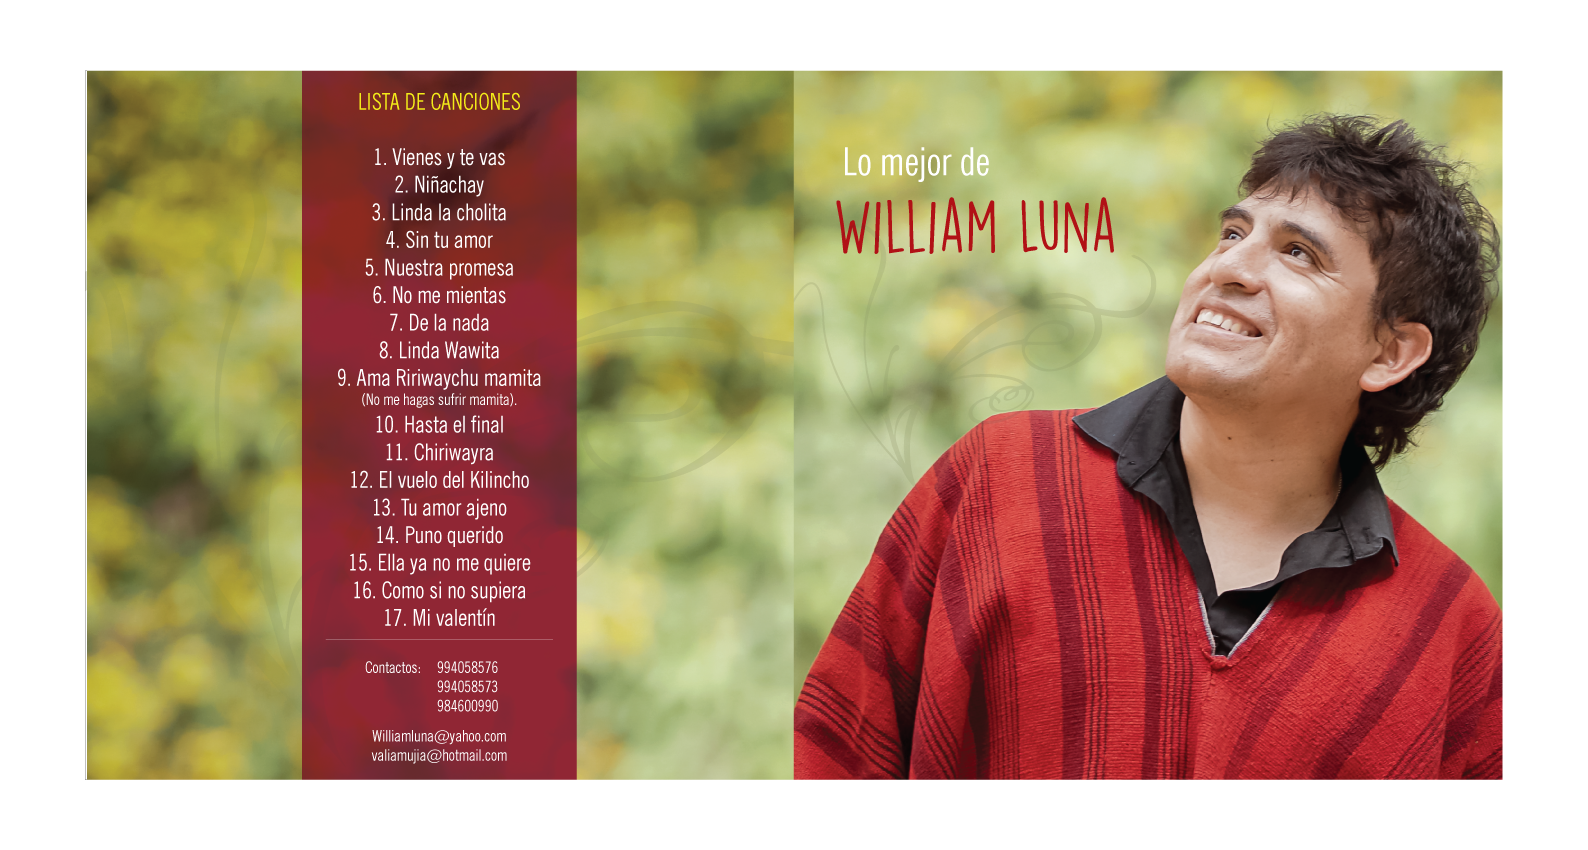 LISTA DE CANCIONES
1. Vienes y te vas
2. Niñachay
3. Linda la cholita
4. Sin tu amor
5. Nuestra promesa
6. No me mientas
7. De la nada
8. Linda Wawita
9. Ama Ririwaychu mamita
(No me hagas sufrir mamita).
10. Hasta el final
11. Chiriwayra
12. El vuelo del Kilincho
13. Tu amor ajeno
14. Puno querido
15. Ella ya no me quiere
16. Como si no supiera
17. Mi valentín
Contactos: 994058576
994058573
984600990
Williamluna@yahoo.com
valiamujia@hotmail.com
Lo mejor de
WILLIAM LUNA